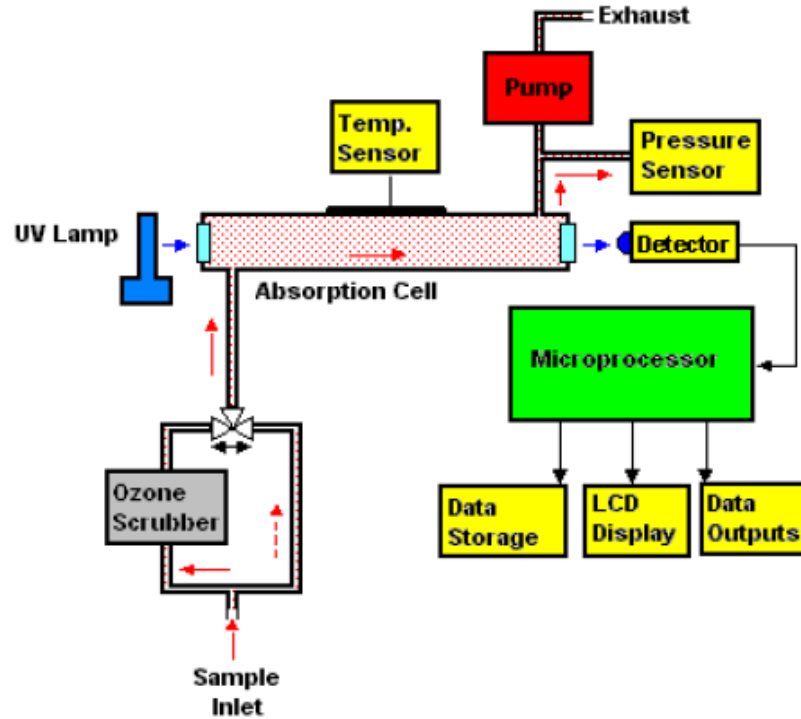 Exhaust
Pump
Temp.
Sensor
Pressure
Sensor
UV Lamp
Detector
Absorption Cell
Microprocessor
Ozone
Scrubber
Data
Storage
LCD
Display
Data
Outputs
Sample
Inlet